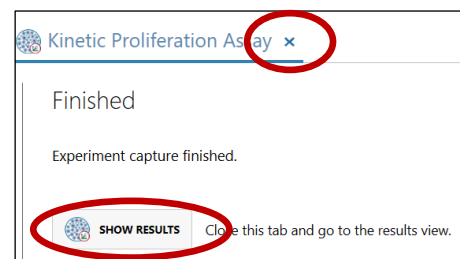 Kinetic Proliferation Assay ×
Finished
Experiment capture finished.
SHOW RESULTS Close this tab and go to the results view.